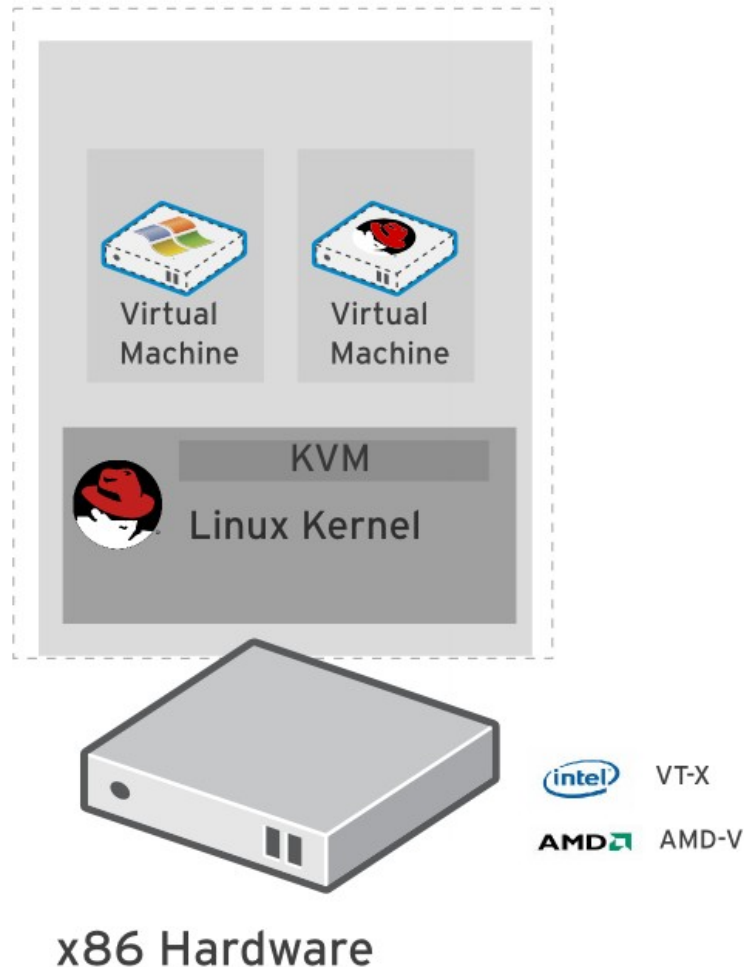 Virtual
Machine
Virtual
Machine
KVM
Linux Kernel
intel VT-X
AMD AMD-V
x86 Hardware